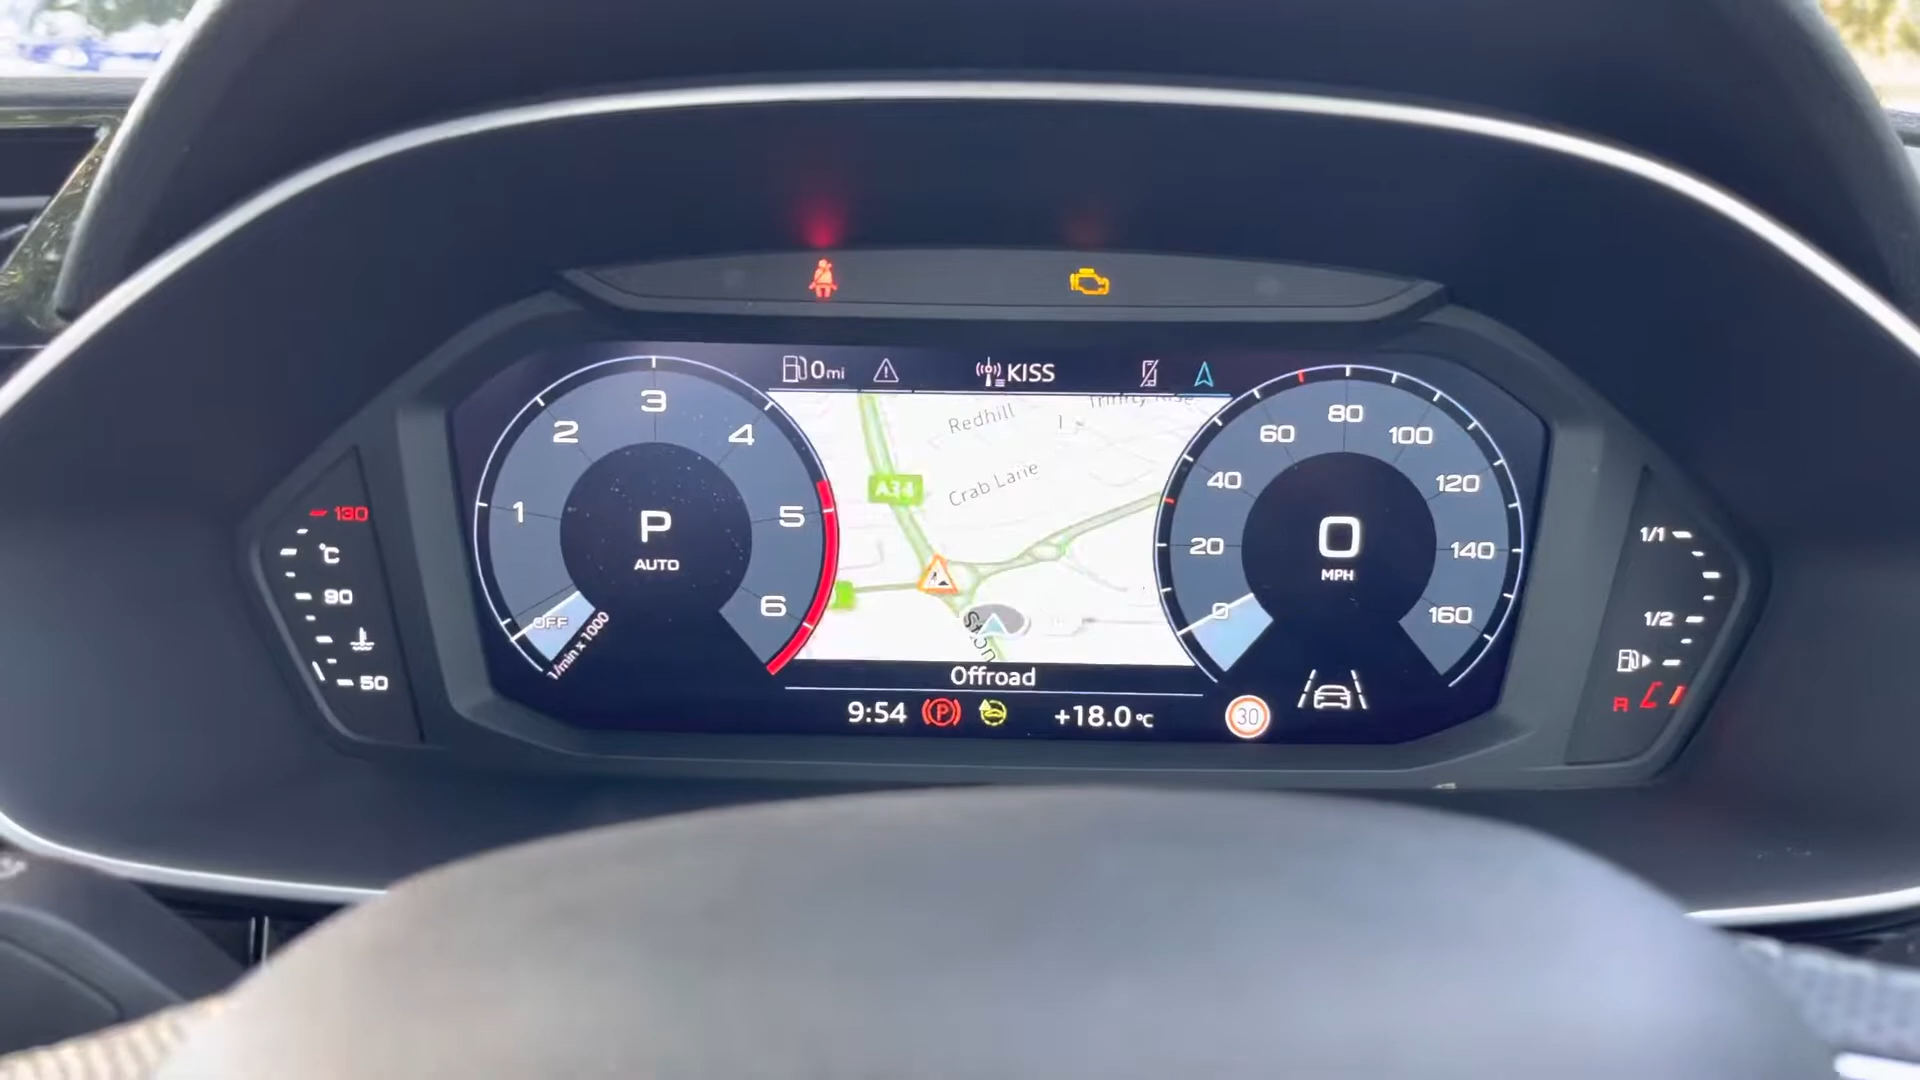 0mi
KISS
3
2
4
1
5
6
P
AUTO
OFF
1/min x 1000
Redhill
A34
Crab Lane
Offroad
9:54
+18.0°C
30
0
20
40
60
80
100
120
140
160
0
MPH
130
°C
90
50
1/1
1/2
R